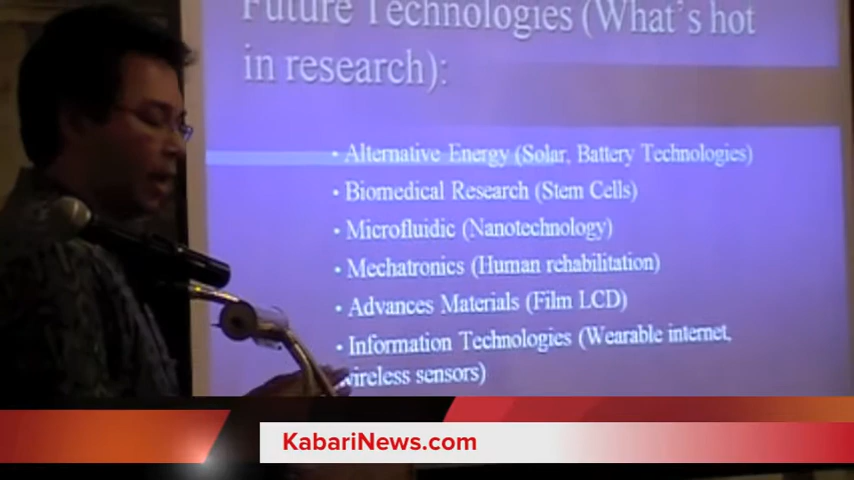 Future Technologies (What's hot
in research):
• Alternative Energy (Solar, Battery Technologies)
• Biomedical Research (Stem Cells)
• Microfluidic (Nanotechnology)
• Mechatronics (Human rehabilitation)
• Advances Materials (Film LCD)
• Information Technologies (Wearable internet,
wireless sensors)
KabariNews.com